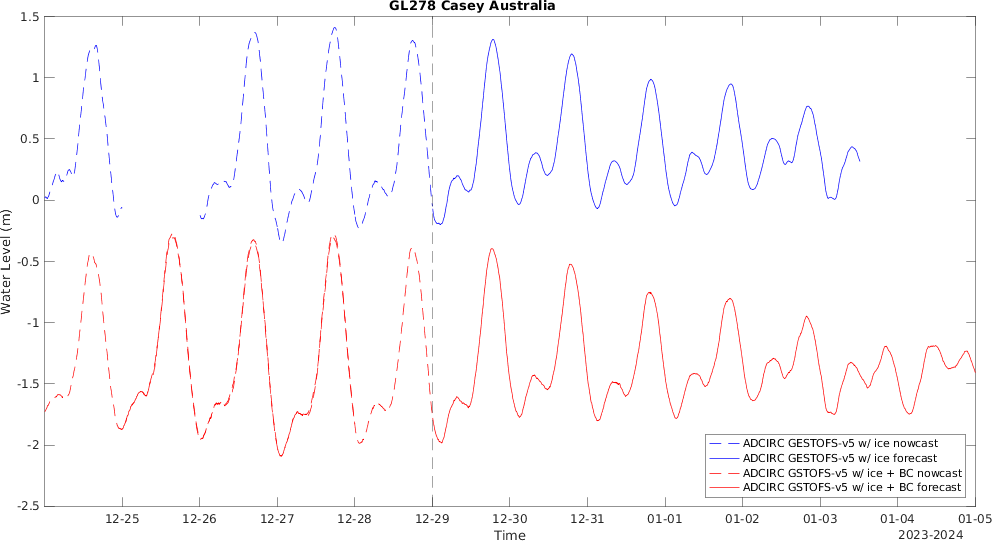 GL278 Casey Australia
1.5
1
0.5
0
-0.5
-1
-1.5
-2
-2.5
Water Level (m)
ADCIRC GESTOFS-v5 w/ ice nowcast
ADCIRC GESTOFS-v5 w/ ice forecast
ADCIRC GSTOFS-v5 w/ ice + BC nowcast
ADCIRC GSTOFS-v5 w/ ice + BC forecast
12-25 12-26 12-27 12-28 12-29 12-30 12-31 01-01 01-02 01-03 01-04 01-05
Time
2023-2024